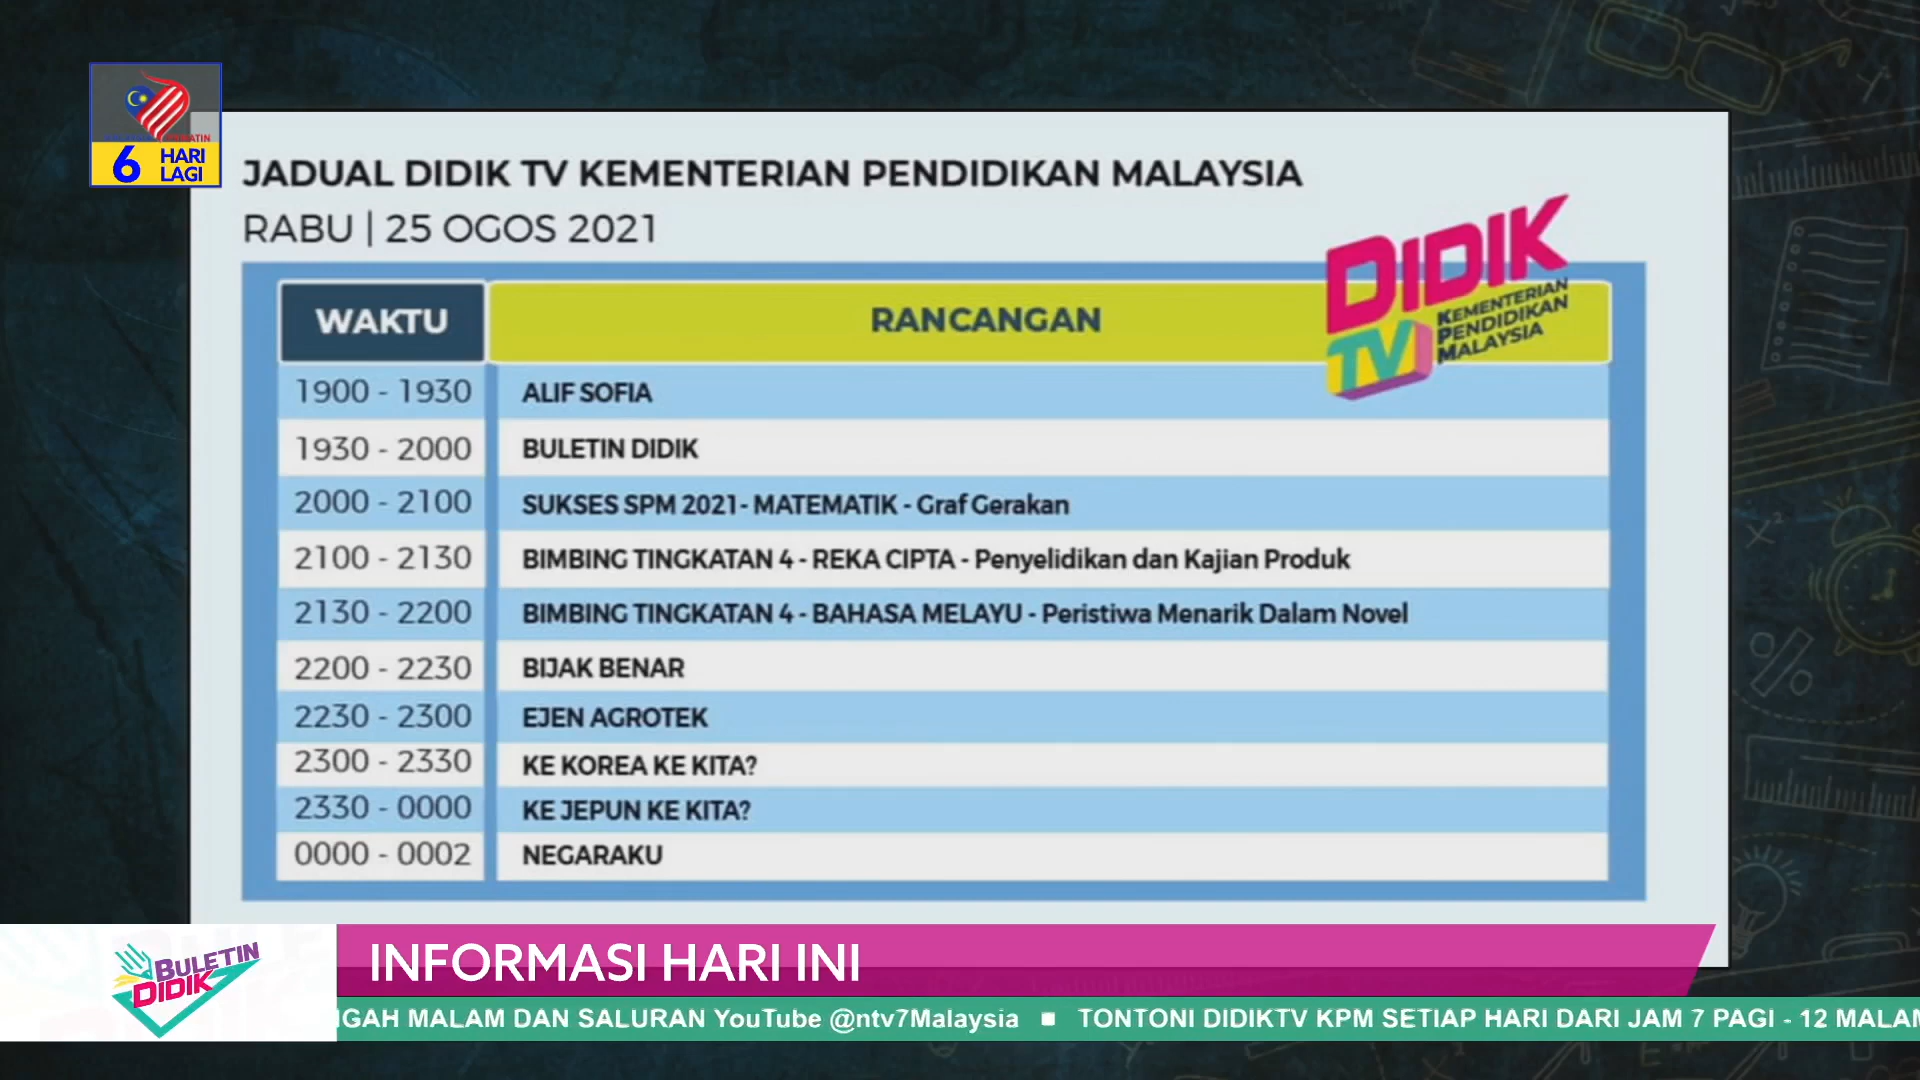 6 HARI LAGI
JADUAL DIDIK TV KEMENTERIAN PENDIDIKAN MALAYSIA
RABU | 25 OGOS 2021
DIDIK TV
KEMENTERIAN
PENDIDIKAN
MALAYSIA
WAKTU RANCANGAN
1900 - 1930 ALIF SOFIA
1930 - 2000 BULETIN DIDIK
2000 - 2100 SUKSES SPM 2021- MATEMATIK - Graf Gerakan
2100 - 2130 BIMBING TINGKATAN 4 - REKA CIPTA - Penyelidikan dan Kajian Produk
2130 - 2200 BIMBING TINGKATAN 4 - BAHASA MELAYU - Peristiwa Menarik Dalam Novel
2200 - 2230 BIJAK BENAR
2230 - 2300 EJEN AGROTEK
2300 - 2330 KE KOREA KE KITA?
2330 - 0000 KE JEPUN KE KITA?
0000 - 0002 NEGARAKU
BULETIN
DIDIK
INFORMASI HARI INI
NGAH MALAM DAN SALURAN YouTube @ntv7Malaysia ■ TONTONI DIDIKTV KPM SETIAP HARI DARI JAM 7 PAGI - 12 MALAM